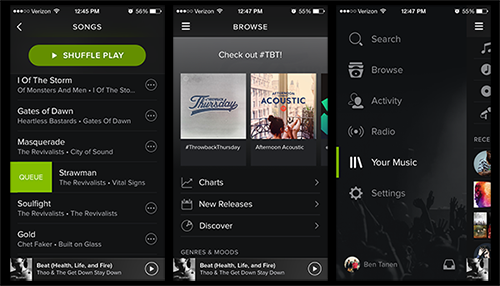 Verizon 12:45 PM 56%
SONGS
SHUFFLE PLAY
I Of The Storm
Of Monsters And Men • I Of The Sto...
Gates of Dawn
Heartless Bastards • Gates Of Dawn
Masquerade
The Revivalists • City of Sound
QUEUE
Strawman
The Revivalists • Vital Signs
Soulfight
The Revivalists • The Revivalists
Gold
Chet Faker • Built on Glass
Beat (Health, Life, and Fire)
Thao & The Get Down Stay Down
Verizon 12:47 PM 55%
BROWSE
Check out #TBT!
THROWBACK
Thursday
AFTERNOON
ACOUSTIC
#ThrowbackThursday
Afternoon Acoustic
Charts
New Releases
Discover
GENRES & MOODS
Beat (Health, Life, and Fire)
Thao & The Get Down Stay Down
Verizon 12:47 PM 55%
Search
Browse
Activity
Radio
Your Music
Settings
RECE
Ben Tanen